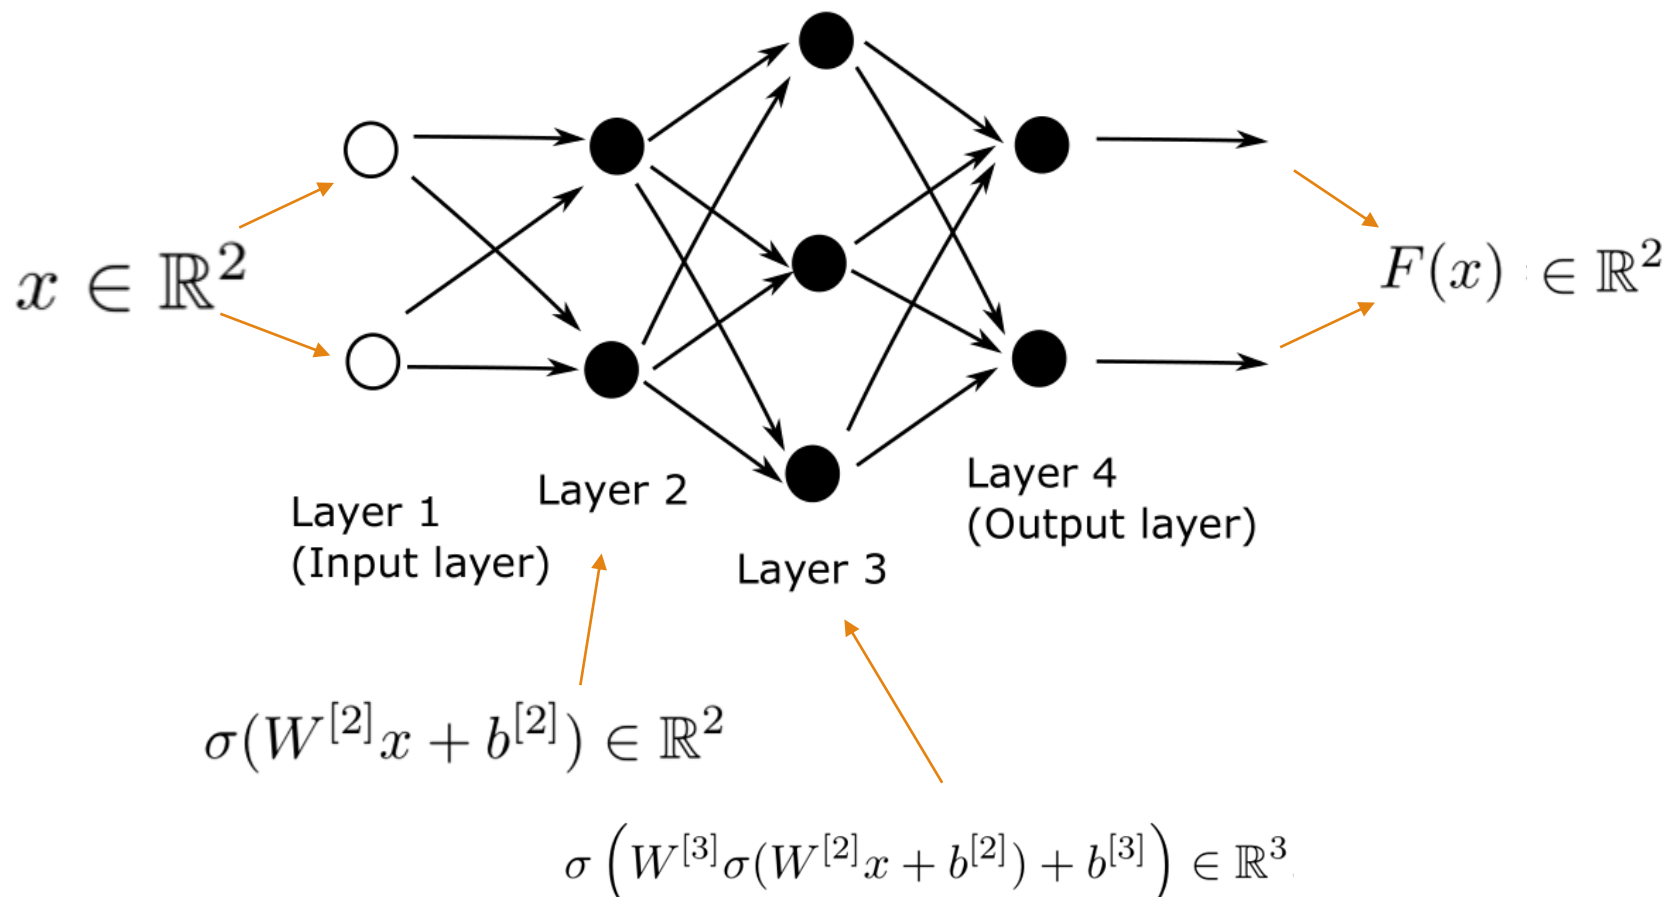 x ∈ ℝ²
F(x) ∈ ℝ²
Layer 1
(Input layer)
Layer 2
Layer 3
Layer 4
(Output layer)
σ(W^{[2]}x + b^{[2]}) ∈ ℝ²
σ(W^{[3]}σ(W^{[2]}x + b^{[2]}) + b^{[3]}) ∈ ℝ³